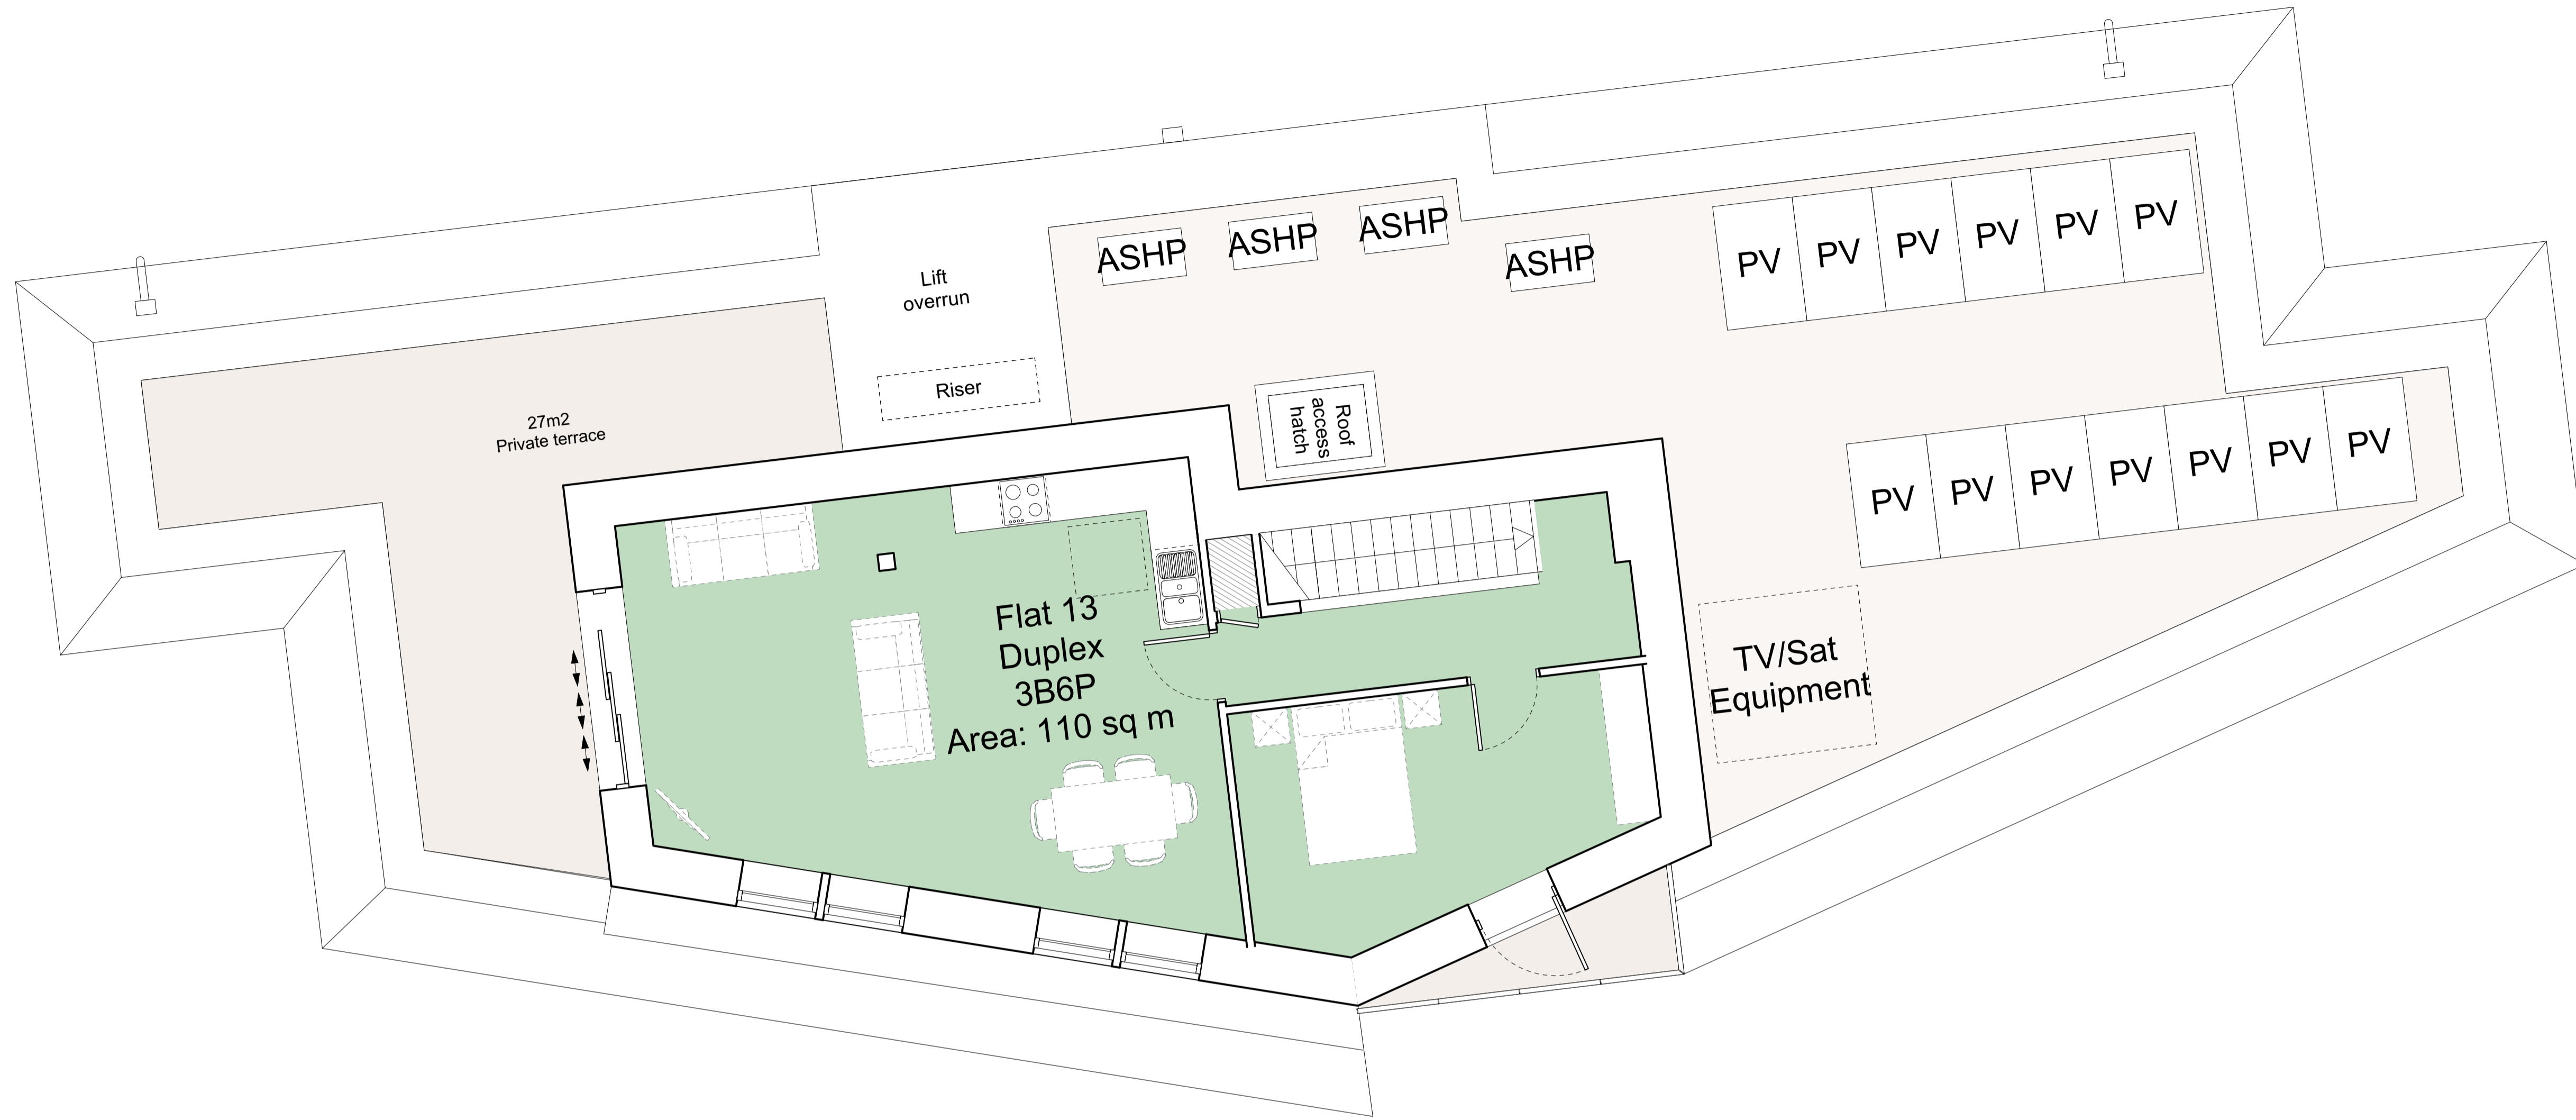 PV
PV
PV
PV
PV
PV
ASHP
ASHP
ASHP
ASHP
Lift
overrun
Riser
Roof
access
hatch
27m2
Private terrace
PV
PV
PV
PV
PV
PV
PV
Flat 13
Duplex
3B6P
Area: 110 sq m
TV/Sat
Equipment